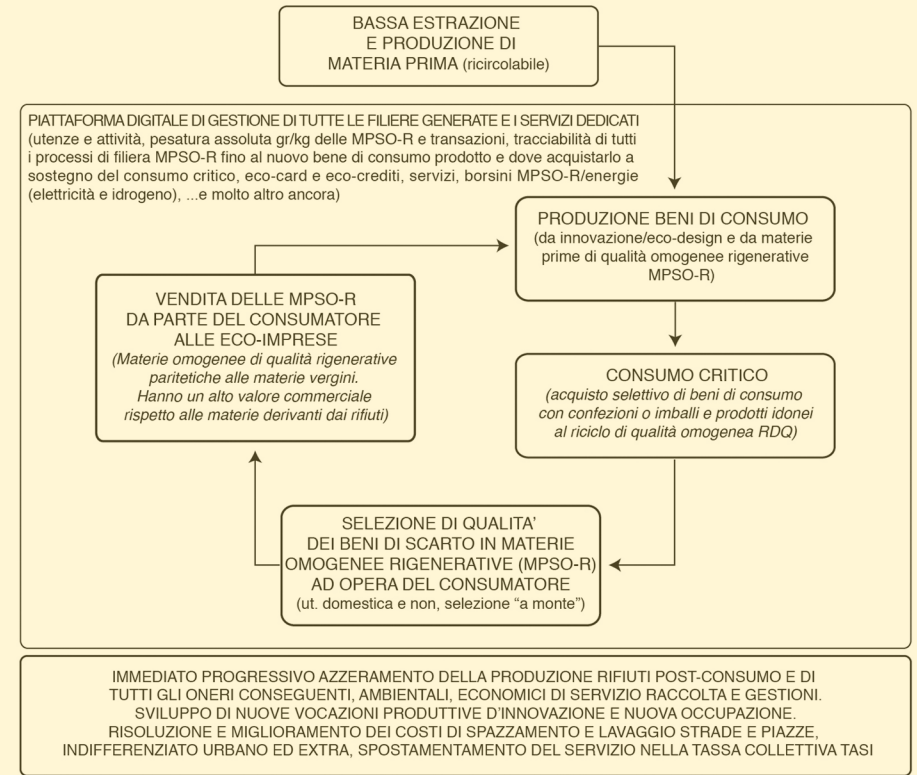 BASSA ESTRAZIONE
E PRODUZIONE DI
MATERIA PRIMA (ricircolabile)
PIATTAFORMA DIGITALE DI GESTIONE DI TUTTE LE FILIERE GENERATE E I SERVIZI DEDICATI
(utenze e attività, pesatura assoluta gr/kg delle MPSO-R e transazioni, tracciabilità di tutti
i processi di filiera MPSO-R fino al nuovo bene di consumo prodotto e dove acquistarlo a
sostegno del consumo critico, eco-card e eco-crediti, servizi, borsini MPSO-R/energie
(elettricità e idrogeno), ...e molto altro ancora)
PRODUZIONE BENI DI CONSUMO
(da innovazione/eco-design e da materie
prime di qualità omogenee rigenerative
MPSO-R)
VENDITA DELLE MPSO-R
DA PARTE DEL CONSUMATORE
ALLE ECO-IMPRESE
(Materie omogenee di qualità rigenerative
paritetiche alle materie vergini.
Hanno un alto valore commerciale
rispetto alle materie derivanti dai rifiuti)
CONSUMO CRITICO
(acquisto selettivo di beni di consumo
con confezioni o imballi e prodotti idonei
al riciclo di qualità omogenea RDQ)
SELEZIONE DI QUALITA'
DEI BENI DI SCARTO IN MATERIE
OMOGENEE RIGENERATIVE (MPSO-R)
AD OPERA DEL CONSUMATORE
(ut. domestica e non, selezione "a monte")
IMMEDIATO PROGRESSIVO AZZERAMENTO DELLA PRODUZIONE RIFIUTI POST-CONSUMO E DI
TUTTI GLI ONERI CONSEGUENTI, AMBIENTALI, ECONOMICI DI SERVIZIO RACCOLTA E GESTIONI.
SVILUPPO DI NUOVE VOCAZIONI PRODUTTIVE D'INNOVAZIONE E NUOVA OCCUPAZIONE.
RISOLUZIONE E MIGLIORAMENTO DEI COSTI DI SPAZZAMENTO E LAVAGGIO STRADE E PIAZZE,
INDIFFERENZIATO URBANO ED EXTRA, SPOSTAMENTAMENTO DEL SERVIZIO NELLA TASSA COLLETTIVA TASI